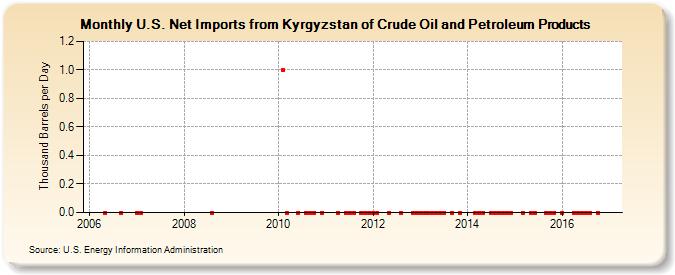 Monthly U.S. Net Imports from Kyrgyzstan of Crude Oil and Petroleum Products
Thousand Barrels per Day
1.2
1.0
0.8
0.6
0.4
0.2
0.0
2006 2008 2010 2012 2014 2016
Source: U.S. Energy Information Administration